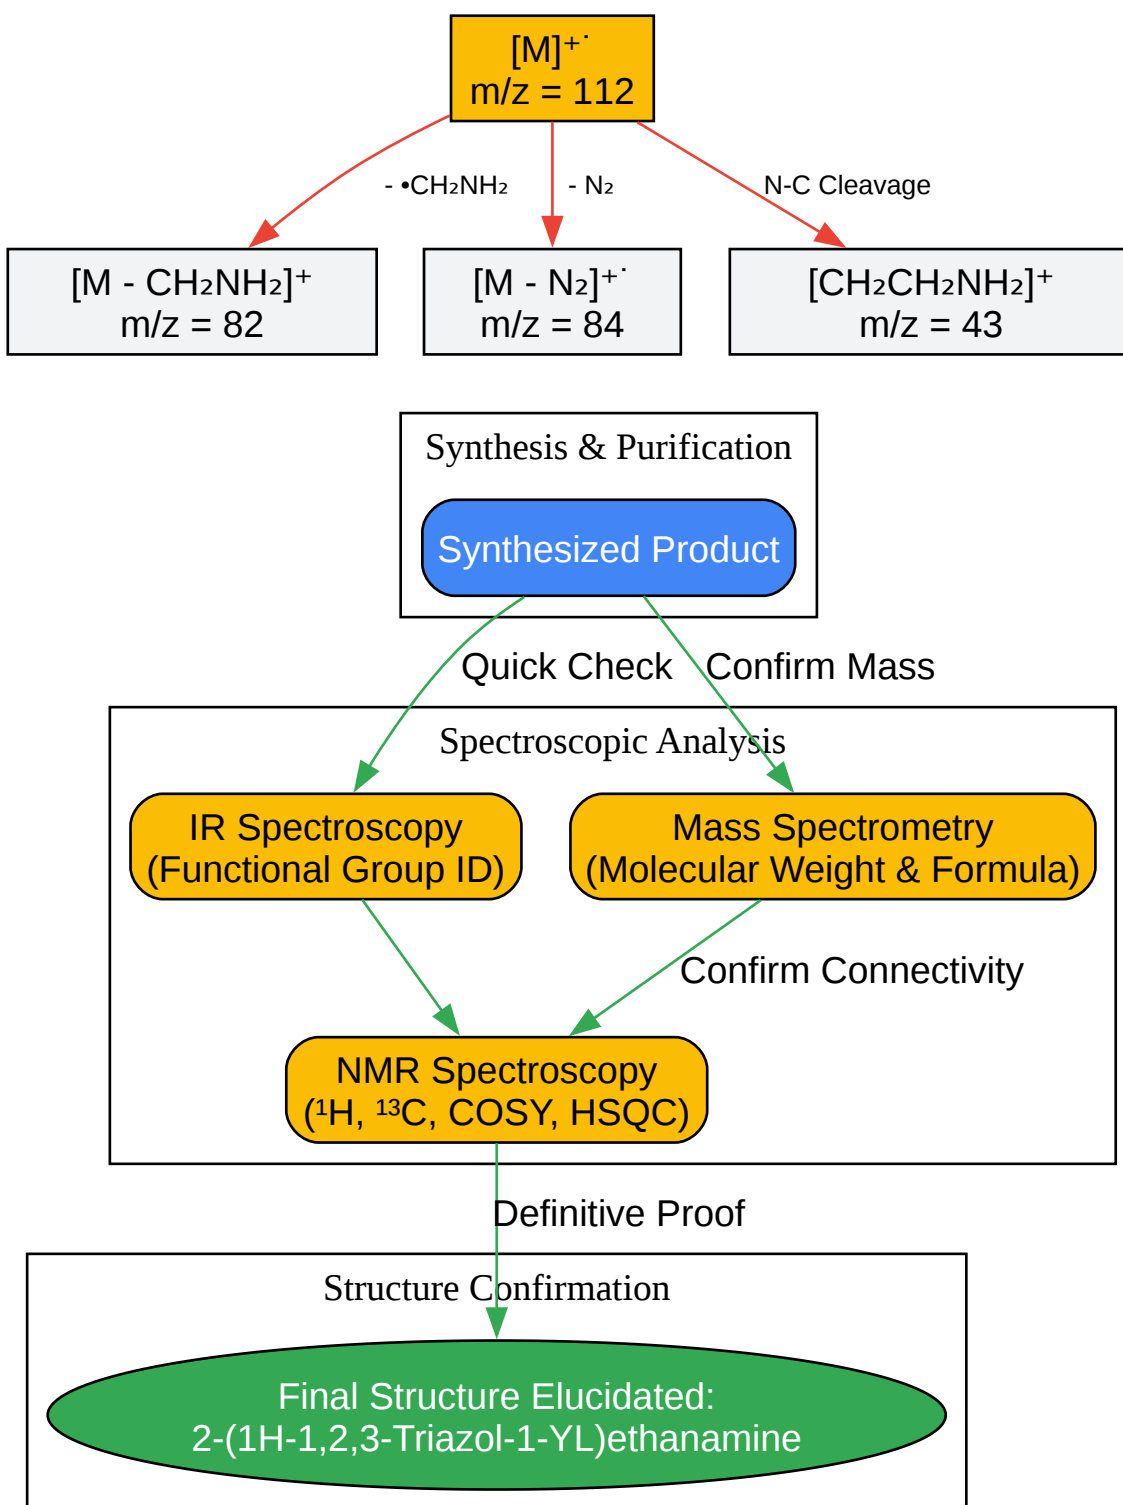 [M]⁺˙
m/z = 112
- •CH₂NH₂
- N₂
N-C Cleavage
[M - CH₂NH₂]⁺
m/z = 82
[M - N₂]⁺˙
m/z = 84
[CH₂CH₂NH₂]⁺
m/z = 43
Synthesis & Purification
Synthesized Product
Quick Check
Confirm Mass
Spectroscopic Analysis
IR Spectroscopy
(Functional Group ID)
Mass Spectrometry
(Molecular Weight & Formula)
Confirm Connectivity
NMR Spectroscopy
(¹H, ¹³C, COSY, HSQC)
Definitive Proof
Structure Confirmation
Final Structure Elucidated:
2-(1H-1,2,3-Triazol-1-YL)ethanamine